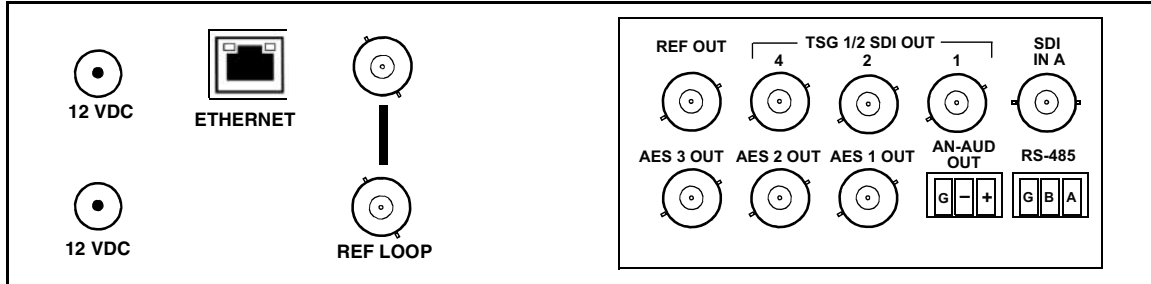 12 VDC
ETHERNET
12 VDC
REF LOOP
REF OUT
TSG 1/2 SDI OUT
4 2 1
SDI
IN A
AES 3 OUT AES 2 OUT AES 1 OUT
AN-AUD
OUT
RS-485
G − +
G B A